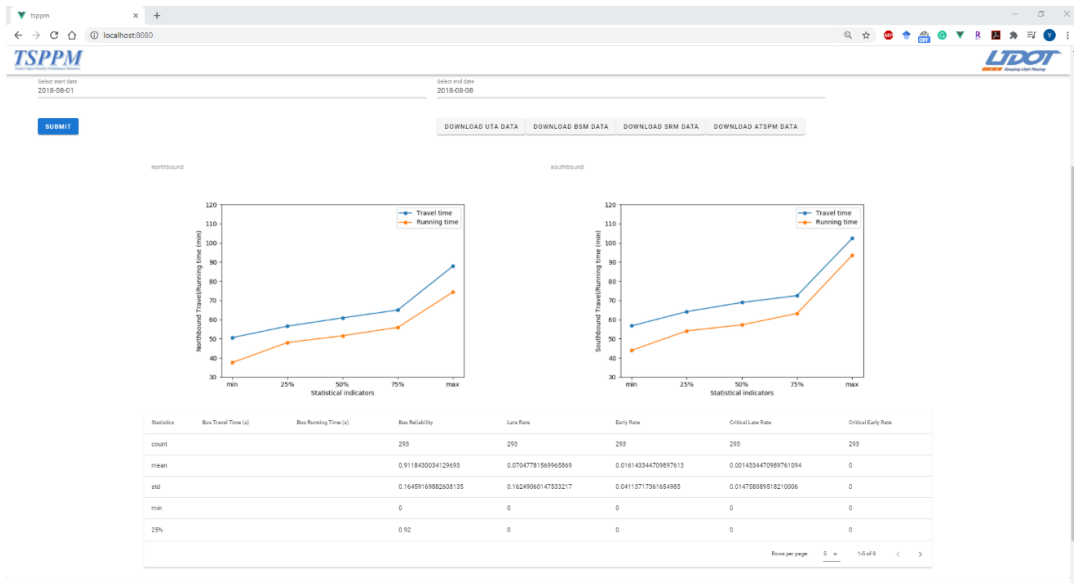 tsppm
localhost:8080
TSPPM
UDOT
Keeping Utah Moving
Select start date
2018-08-01
Select end date
2018-08-08
SUBMIT
DOWNLOAD UTA DATA DOWNLOAD BSM DATA DOWNLOAD SRM DATA DOWNLOAD ATSPM DATA
northbound
southbound
120
110
100
90
80
70
60
50
40
30
Northbound Travel/Running time (min)
Travel time
Running time
min 25% 50% 75% max
Statistical indicators
120
110
100
90
80
70
60
50
40
30
Southbound Travel/Running time (min)
Travel time
Running time
min 25% 50% 75% max
Statistical indicators
Statistics Bus Travel Time (s) Bus Running Time (s) Bus Reliability Late Rate Early Rate Critical Late Rate Critical Early Rate
count 293 293 293 293 293
mean 0.9118430034129693 0.07047781569965869 0.016143344709897613 0.0014334470989761094 0
std 0.16459169882608135 0.16249060147533217 0.04113717361654985 0.014758089518210006 0
min 0 0 0 0 0
25% 0.92 0 0 0 0
Rows per page: 5 1-5 of 8